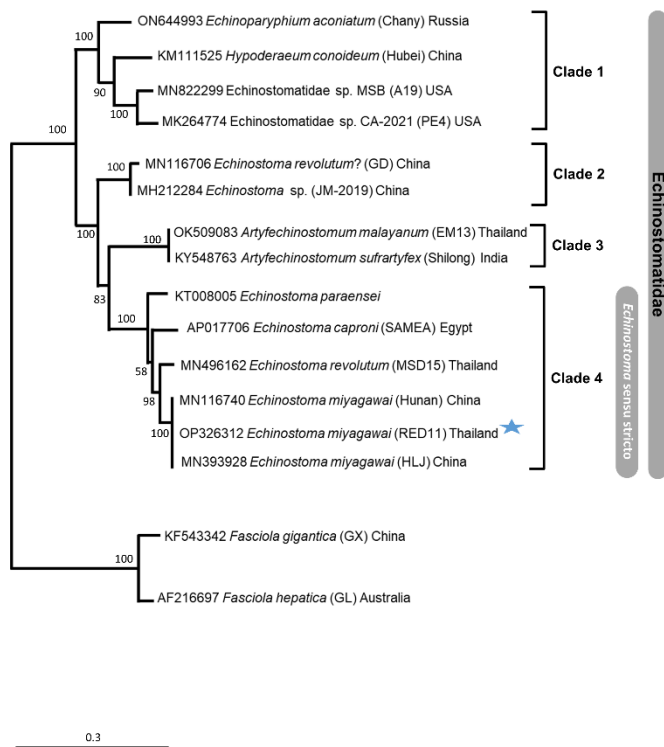 ON644993 Echinoparyphium aconiatum (Chany) Russia
100
KM111525 Hypoderaeum conoideum (Hubei) China
Clade 1
90
MN822299 Echinostomatidae sp. MSB (A19) USA
100
MK264774 Echinostomatidae sp. CA-2021 (PE4) USA
100
MN116706 Echinostoma revolutum? (GD) China
100
Clade 2
MH212284 Echinostoma sp. (JM-2019) China
100
OK509083 Artyfechinostomum malayanum (EM13) Thailand
100
Clade 3
KY548763 Artyfechinostomum sufrartyfex (Shilong) India
83
KT008005 Echinostoma paraensei
100
AP017706 Echinostoma caproni (SAMEA) Egypt
58
MN496162 Echinostoma revolutum (MSD15) Thailand
Clade 4
98
MN116740 Echinostoma miyagawai (Hunan) China
100
OP326312 Echinostoma miyagawai (RED11) Thailand
MN393928 Echinostoma miyagawai (HLJ) China
Echinostoma sensu stricto
Echinostomatidae
KF543342 Fasciola gigantica (GX) China
100
AF216697 Fasciola hepatica (GL) Australia
0.3